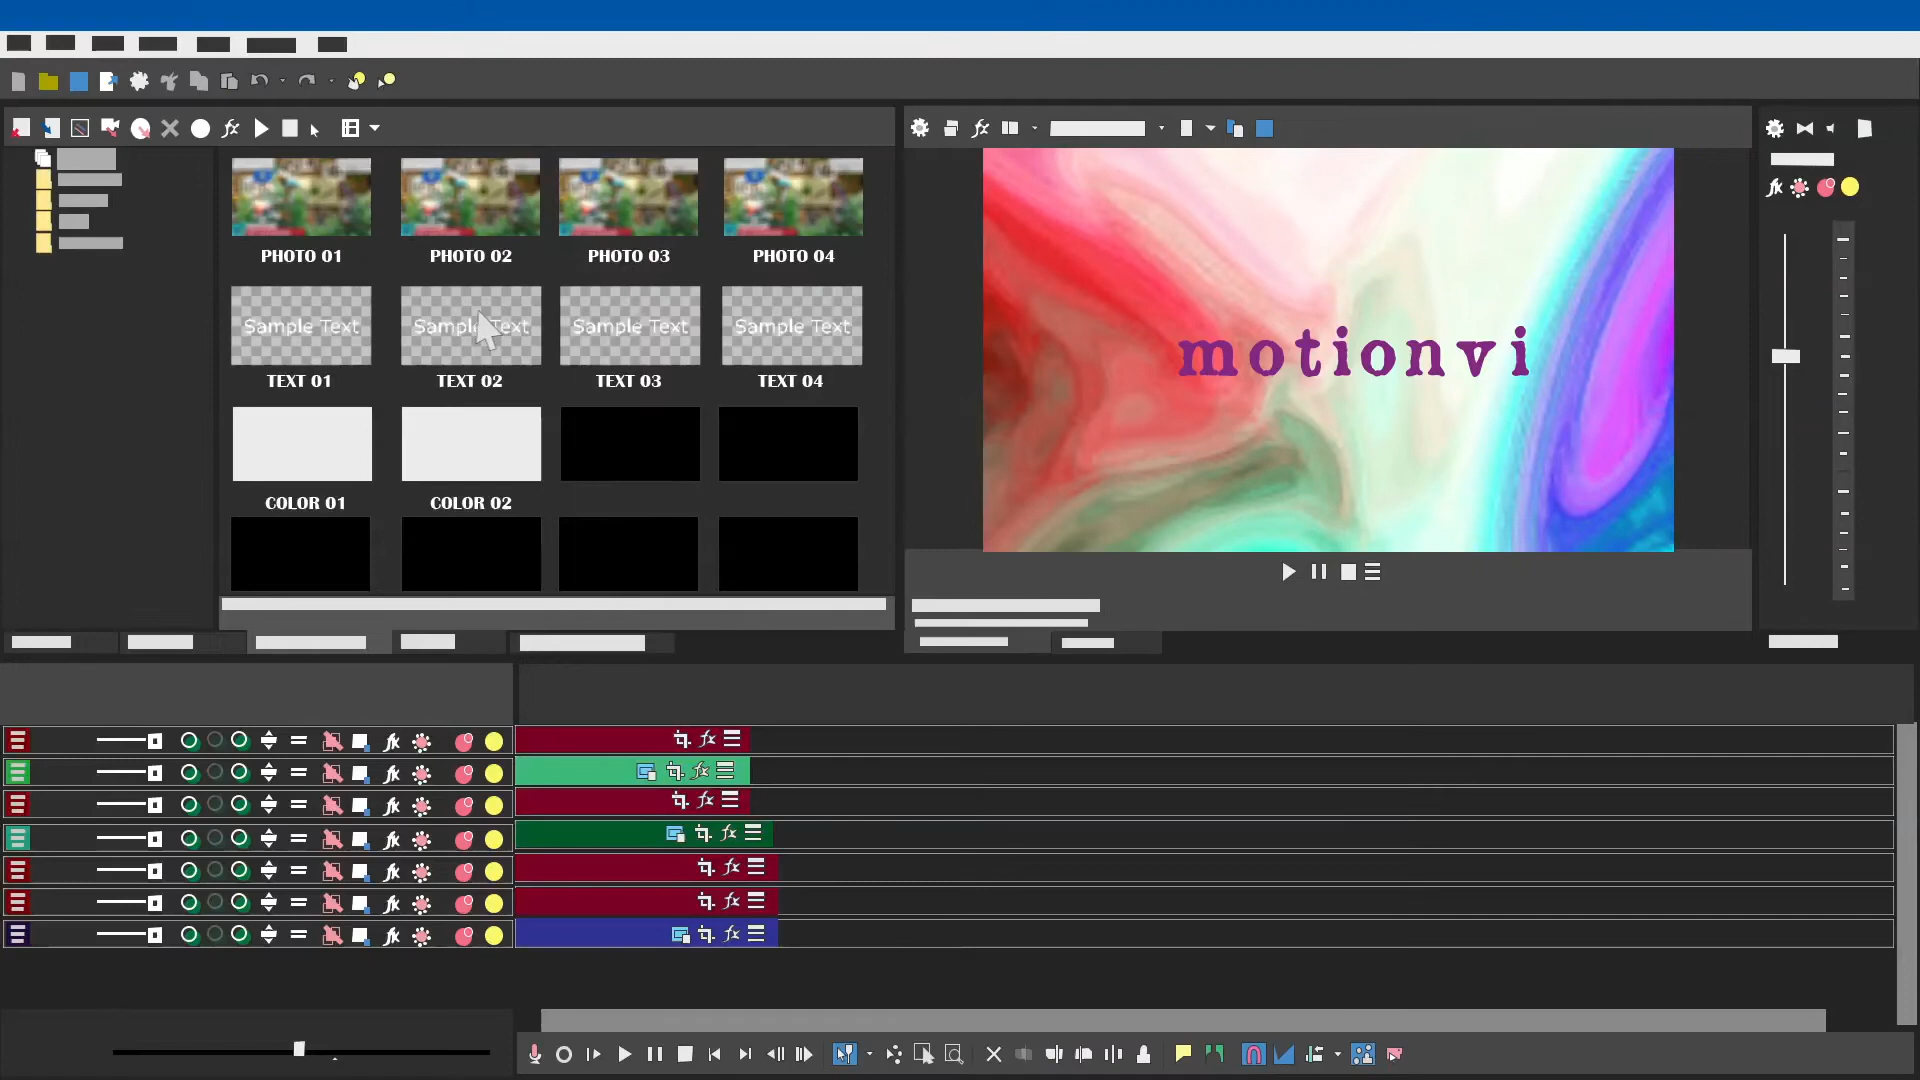 PHOTO 01
PHOTO 02
PHOTO 03
PHOTO 04
Sample Text
Sample Text
Sample Text
Sample Text
TEXT 01
TEXT 02
TEXT 03
TEXT 04
COLOR 01
COLOR 02
motionvi